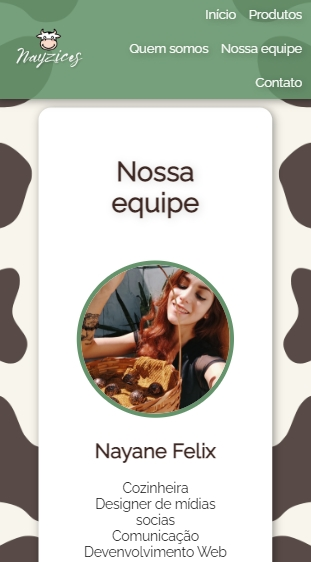 Início Produtos
Nayzices
Quem somos Nossa equipe
Contato
Nossa
equipe
Nayane Felix
Cozinheira
Designer de mídias
socias
Comunicação
Devenvolvimento Web